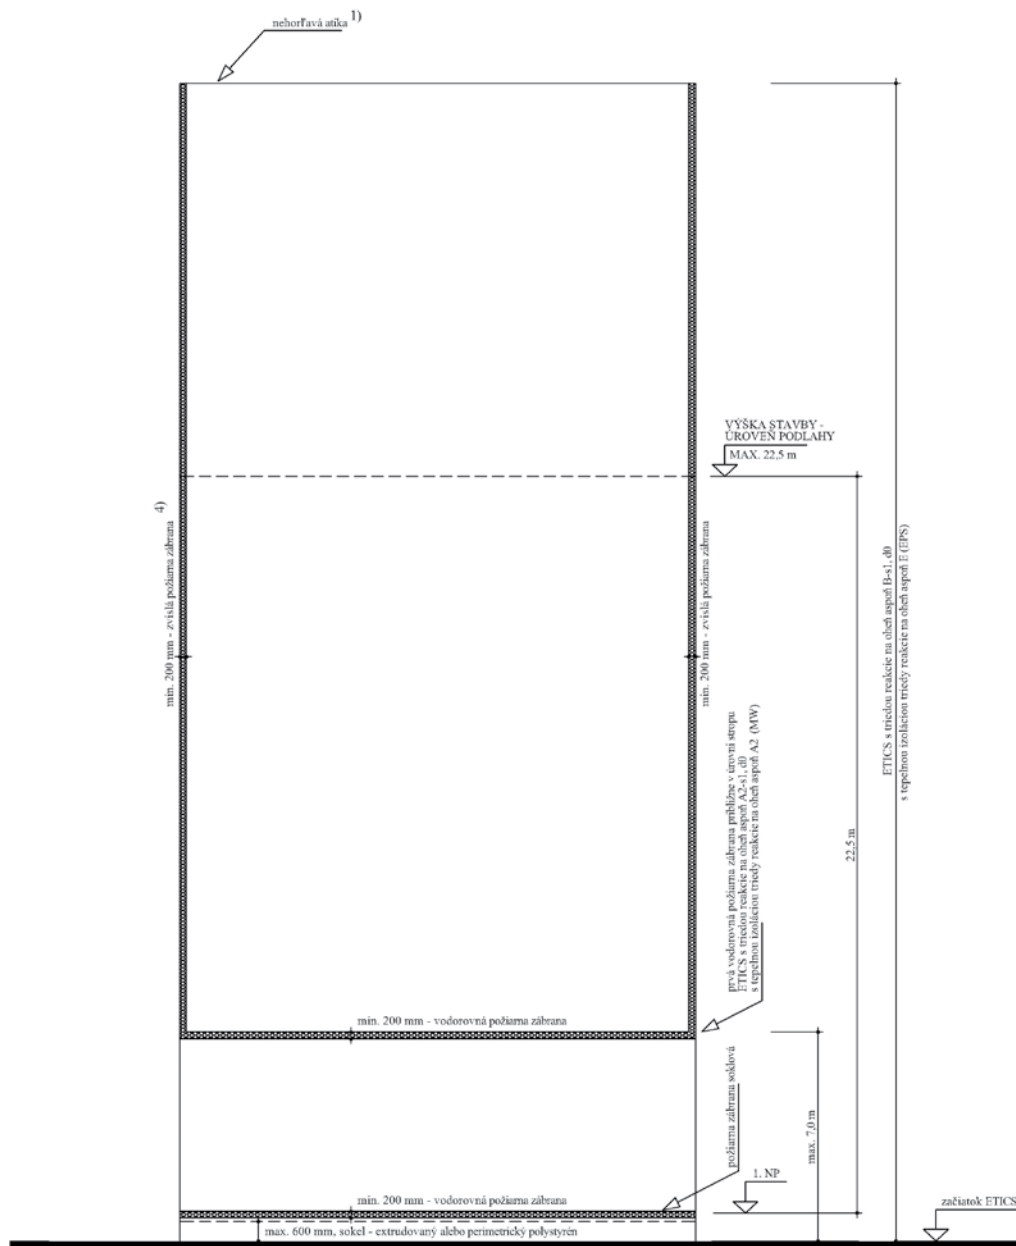 nehorľavá atika 1)
VÝŠKA STAVBY -
ÚROVEŇ PODLAHY
MAX. 22,5 m
min. 200 mm - zvislá požiarna zábrana 4)
min. 200 mm - zvislá požiarna zábrana
ETICS s triedou reakcie na oheň aspoň B-s1, d0
s tepelnou izoláciou triedy reakcie na oheň aspoň E (EPS)
prvá vodorovná požiarna zábrana približne v úrovni stropu
ETICS s triedou reakcie na oheň aspoň A2-s1, d0
s tepelnou izoláciou triedy reakcie na oheň aspoň A2 (MW)
22,5 m
min. 200 mm - vodorovná požiarna zábrana
požiarna zábrana soklová
max. 7,0 m
1. NP
min. 200 mm - vodorovná požiarna zábrana
začiatok ETICS
max. 600 mm, sokel - extrudovaný alebo perimetrický polystyrén